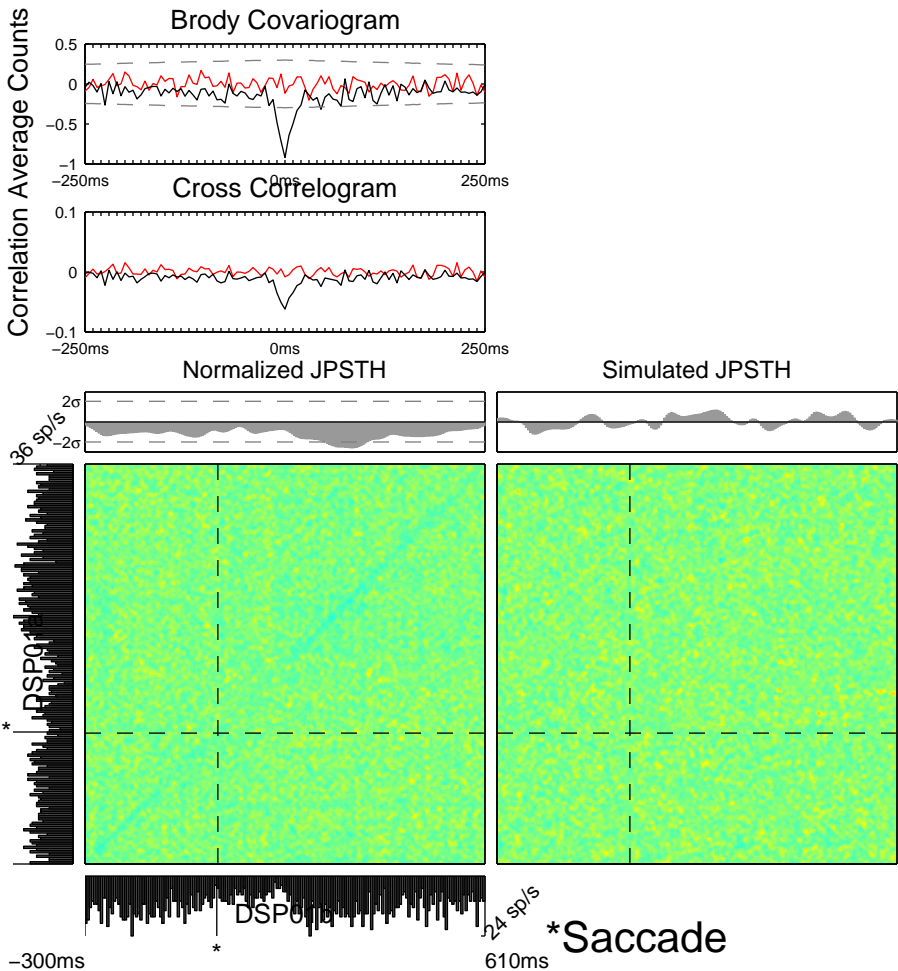 Brody Covariogram
Correlation Average Counts
0.5
0
−0.5
−1
−250ms
0ms
250ms
Cross Correlogram
0.1
0
−0.1
−250ms
0ms
250ms
Normalized JPSTH
Simulated JPSTH
2σ
−2σ
36 sp/s
*
24 sp/s
*
*Saccade
−300ms
610ms